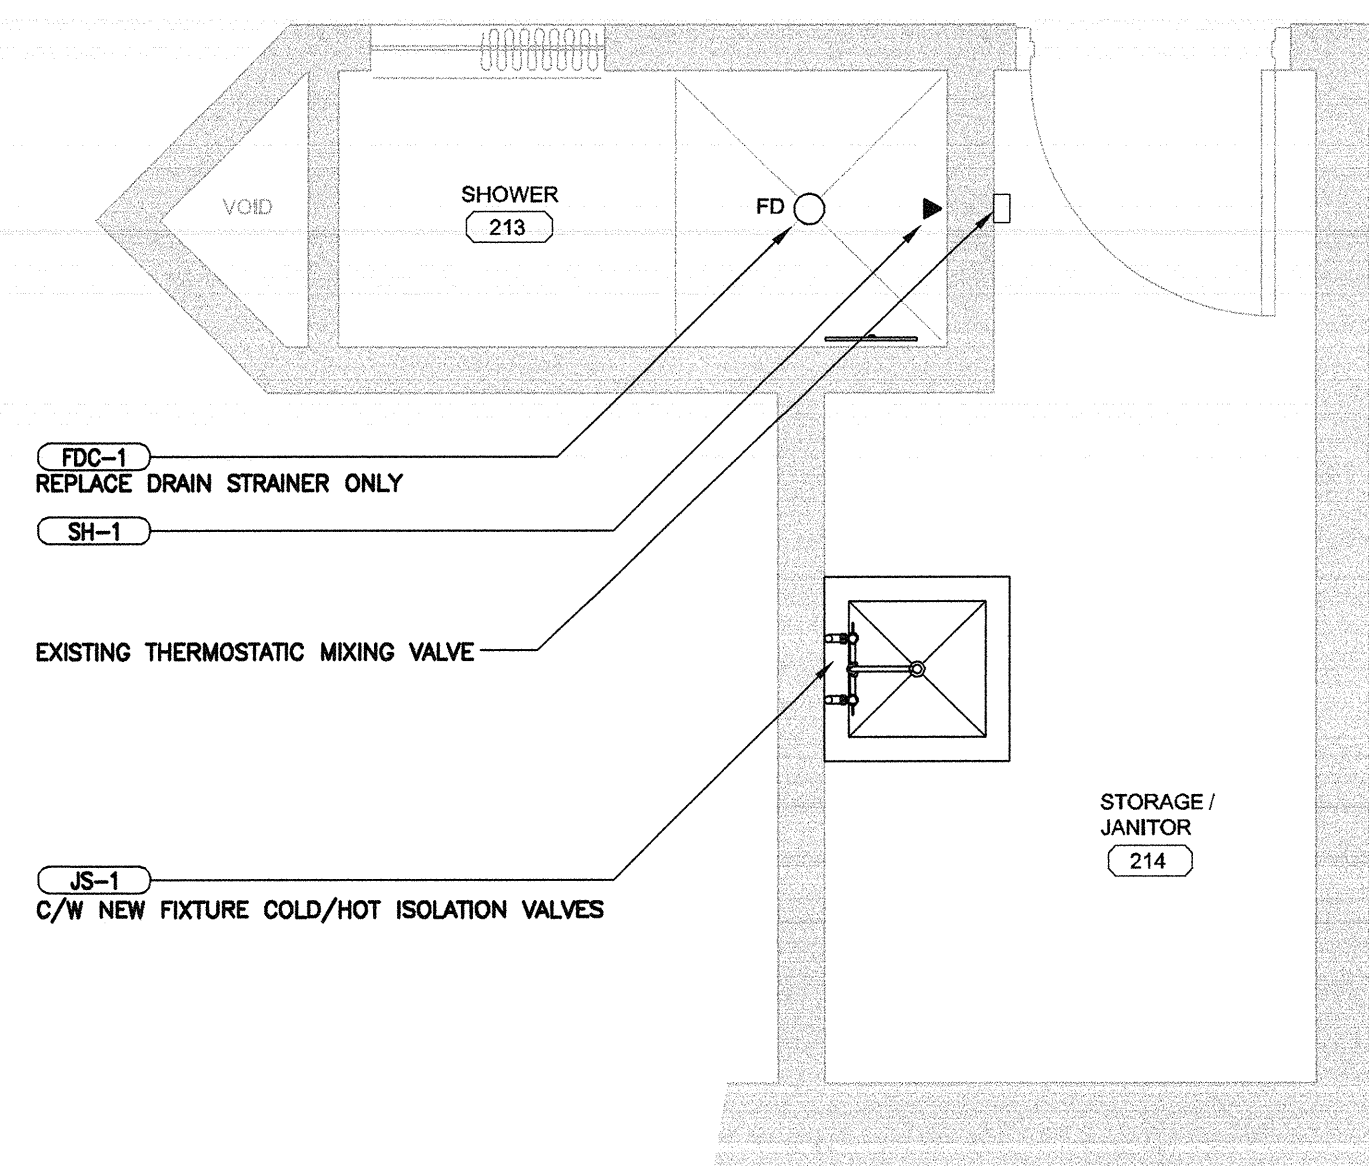 VOID
SHOWER
213
FD
FDC-1
REPLACE DRAIN STRAINER ONLY
SH-1
EXISTING THERMOSTATIC MIXING VALVE
STORAGE /
JANITOR
214
JS-1
C/W NEW FIXTURE COLD/HOT ISOLATION VALVES